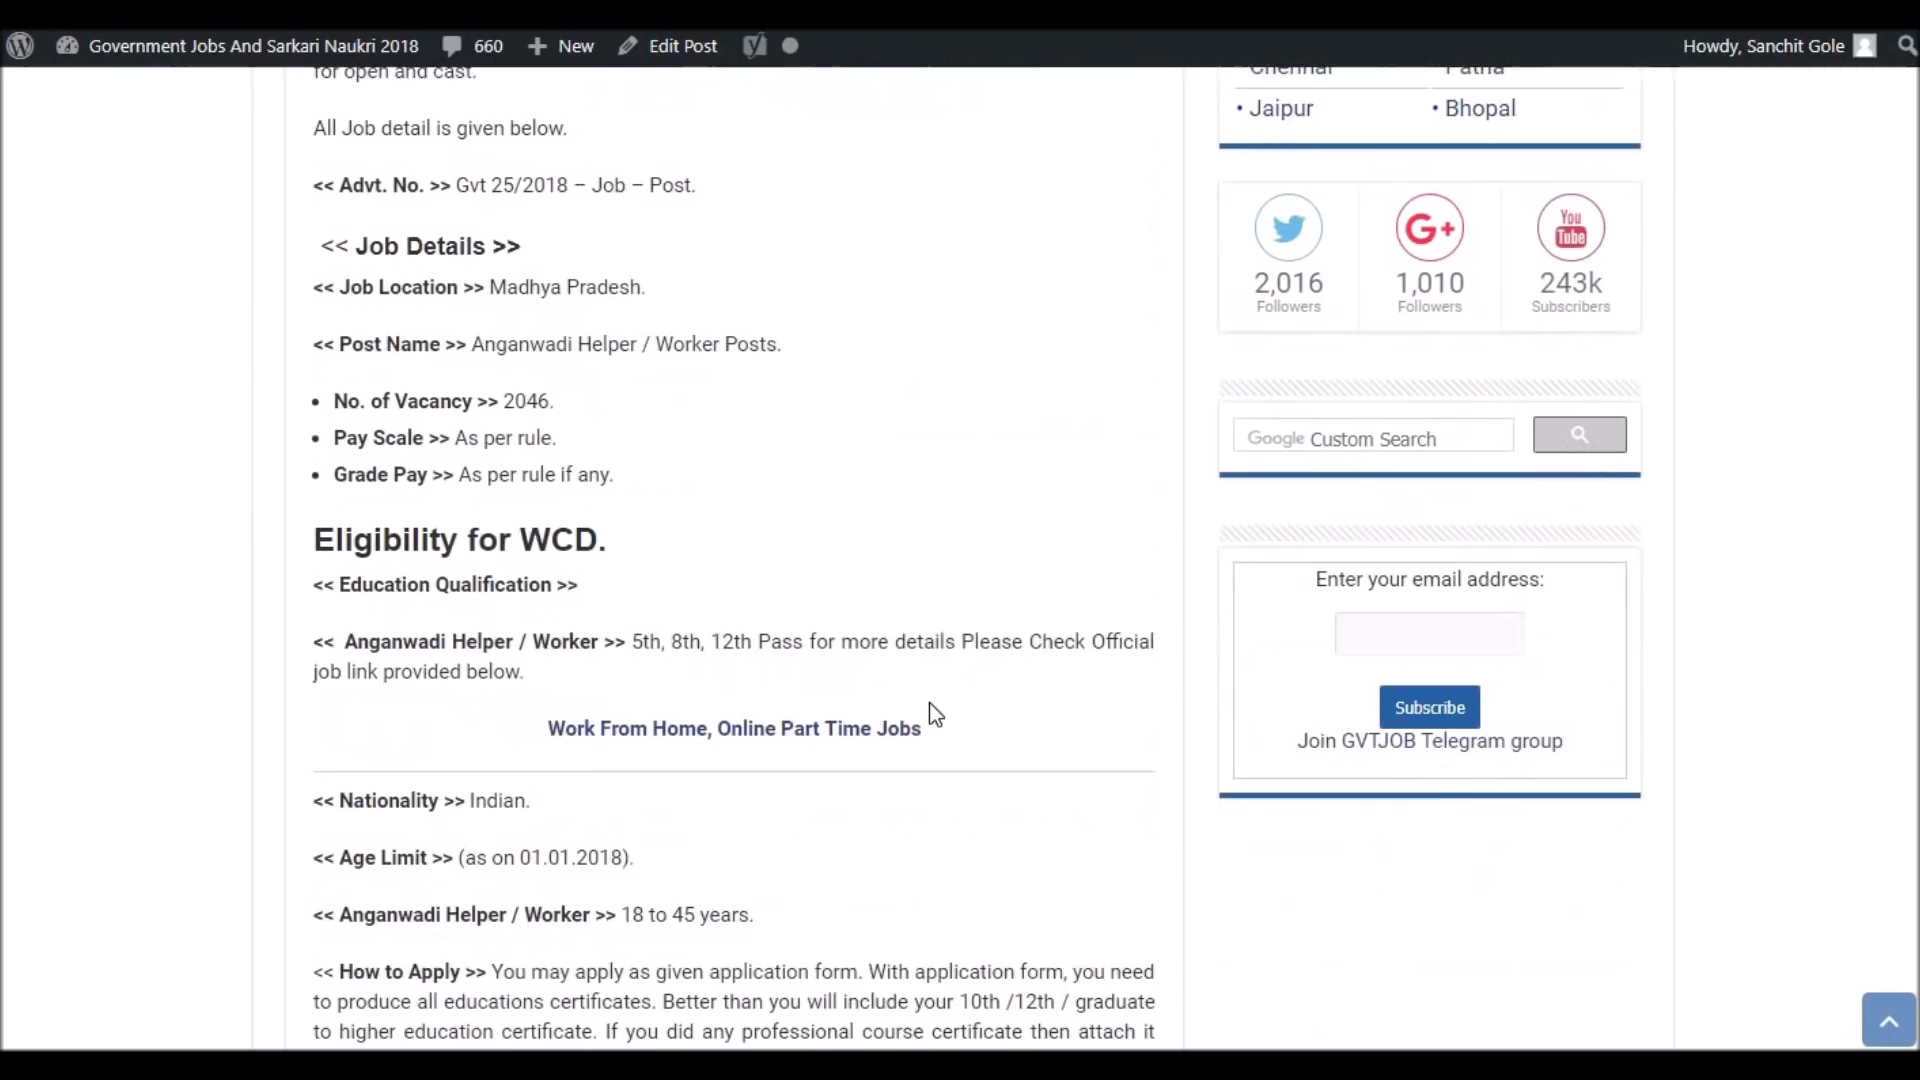 Government Jobs And Sarkari Naukri 2018 660 New Edit Post Howdy, Sanchit Gole
for open and cast.
All Job detail is given below.
<< Advt. No. >> Gvt 25/2018 – Job – Post.
<< Job Details >>
<< Job Location >> Madhya Pradesh.
<< Post Name >> Anganwadi Helper / Worker Posts.
• No. of Vacancy >> 2046.
• Pay Scale >> As per rule.
• Grade Pay >> As per rule if any.
Eligibility for WCD.
<< Education Qualification >>
<< Anganwadi Helper / Worker >> 5th, 8th, 12th Pass for more details Please Check Official
job link provided below.
Work From Home, Online Part Time Jobs
<< Nationality >> Indian.
<< Age Limit >> (as on 01.01.2018).
<< Anganwadi Helper / Worker >> 18 to 45 years.
<< How to Apply >> You may apply as given application form. With application form, you need
to produce all educations certificates. Better than you will include your 10th /12th / graduate
to higher education certificate. If you did any professional course certificate then attach it
• Chennai • Patna
• Jaipur • Bhopal
G+ You
Tube
2,016 1,010 243k
Followers Followers Subscribers
Google Custom Search
Enter your email address:
Subscribe
Join GVTJOB Telegram group